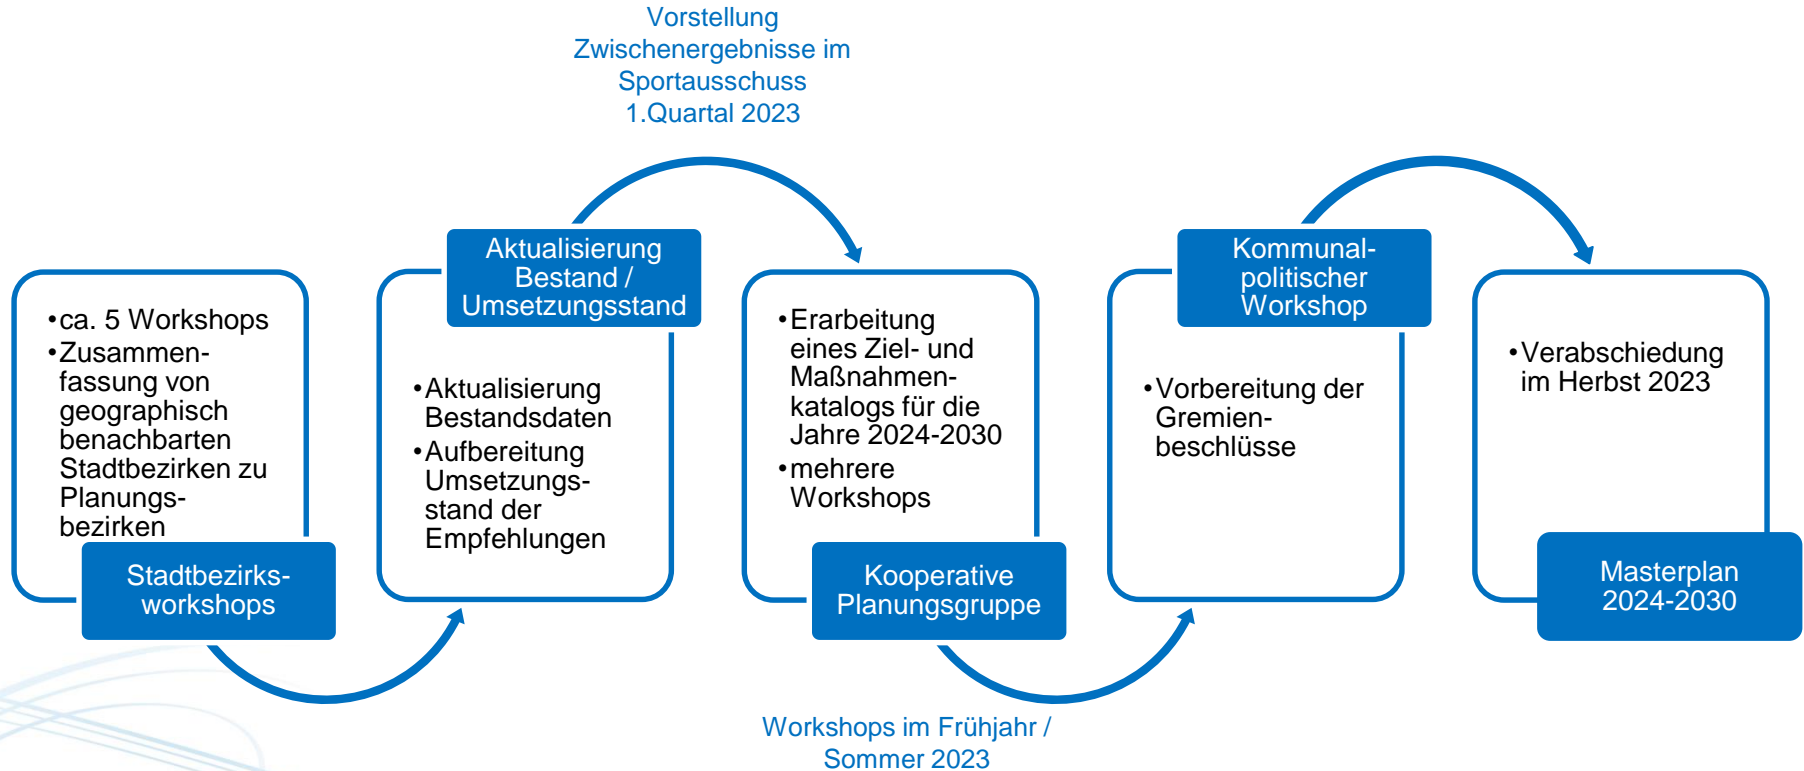 Vorstellung
Zwischenergebnisse im
Sportausschuss
1.Quartal 2023
•ca. 5 Workshops
•Zusammen-
fassung von
geographisch
benachbarten
Stadtbezirken zu
Planungs-
bezirken
Stadtbezirks-
workshops
Aktualisierung
Bestand /
Umsetzungsstand
•Aktualisierung
Bestandsdaten
•Aufbereitung
Umsetzungs-
stand der
Empfehlungen
•Erarbeitung
eines Ziel- und
Maßnahmen-
katalogs für die
Jahre 2024-2030
•mehrere
Workshops
Kooperative
Planungsgruppe
Workshops im Frühjahr /
Sommer 2023
Kommunal-
politischer
Workshop
•Vorbereitung der
Gremien-
beschlüsse
•Verabschiedung
im Herbst 2023
Masterplan
2024-2030